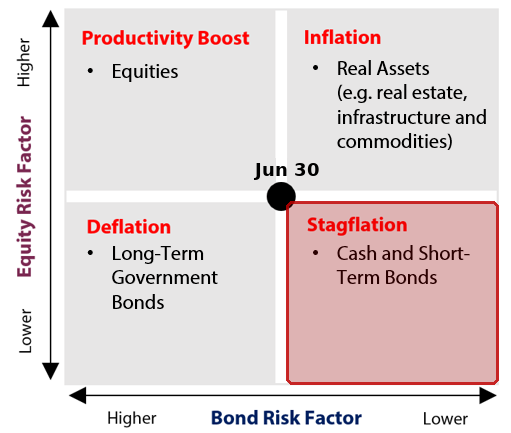 Productivity Boost
• Equities
Inflation
• Real Assets
(e.g. real estate,
infrastructure and
commodities)
Jun 30
Deflation
• Long-Term
Government
Bonds
Stagflation
• Cash and Short-
Term Bonds
Higher
Equity Risk Factor
Lower
Higher
Bond Risk Factor
Lower